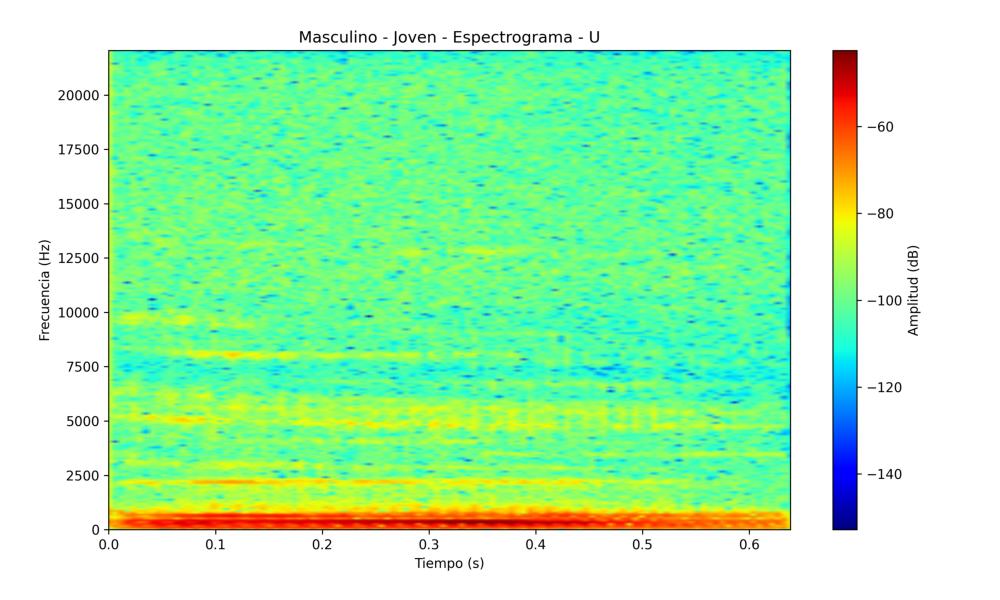 Masculino - Joven - Espectrograma - U
Frecuencia (Hz)
20000
17500
15000
12500
10000
7500
5000
2500
0
0.0 0.1 0.2 0.3 0.4 0.5 0.6
Tiempo (s)
−60
−80
−100
−120
−140
Amplitud (dB)